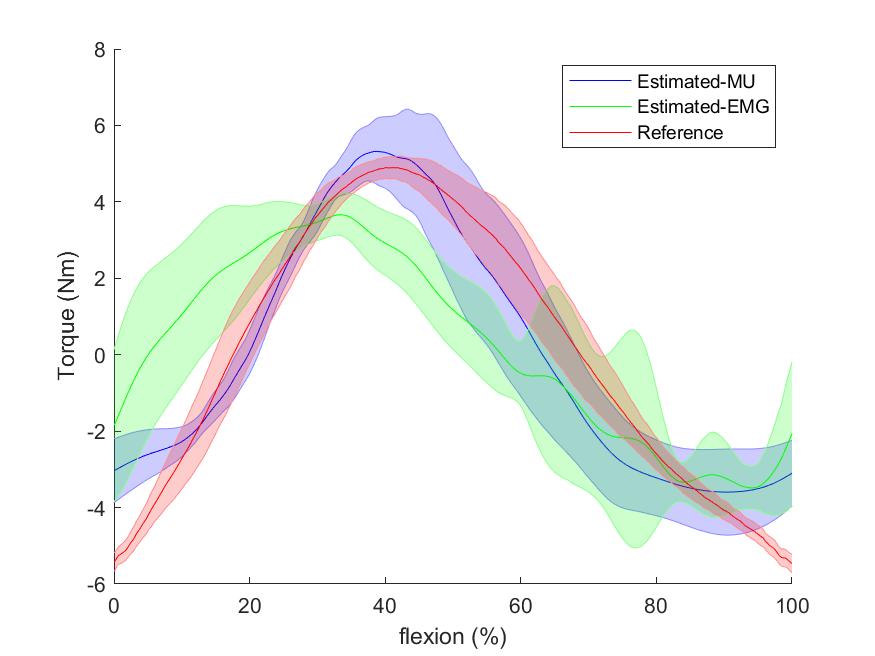 8
6
4
2
0
-2
-4
-6
Torque (Nm)
Estimated-MU
Estimated-EMG
Reference
0 20 40 60 80 100
flexion (%)